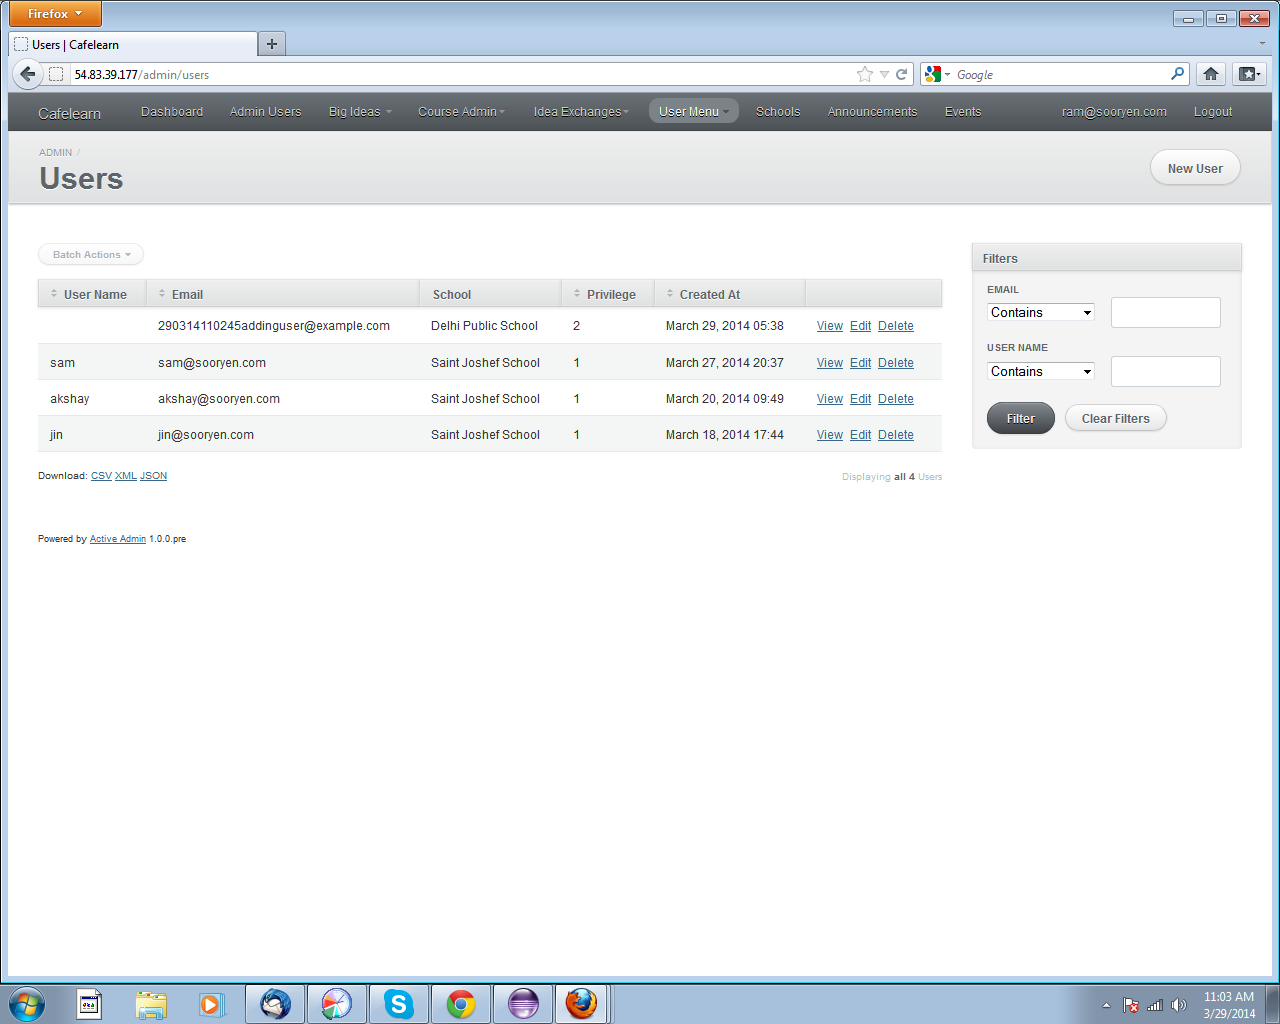 Firefox
Users | Cafelearn
54.83.39.177/admin/users
Google
Cafelearn Dashboard Admin Users Big Ideas Course Admin Idea Exchanges User Menu Schools Announcements Events ram@sooryen.com Logout
ADMIN /
Users
New User
Batch Actions
User Name Email School Privilege Created At
290314110245addinguser@example.com Delhi Public School 2 March 29, 2014 05:38 View Edit Delete
sam sam@sooryen.com Saint Joshef School 1 March 27, 2014 20:37 View Edit Delete
akshay akshay@sooryen.com Saint Joshef School 1 March 20, 2014 09:49 View Edit Delete
jin jin@sooryen.com Saint Joshef School 1 March 18, 2014 17:44 View Edit Delete
Download: CSV XML JSON
Displaying all 4 Users
Filters
EMAIL
Contains
USER NAME
Contains
Filter Clear Filters
Powered by Active Admin 1.0.0.pre
11:03 AM
3/29/2014